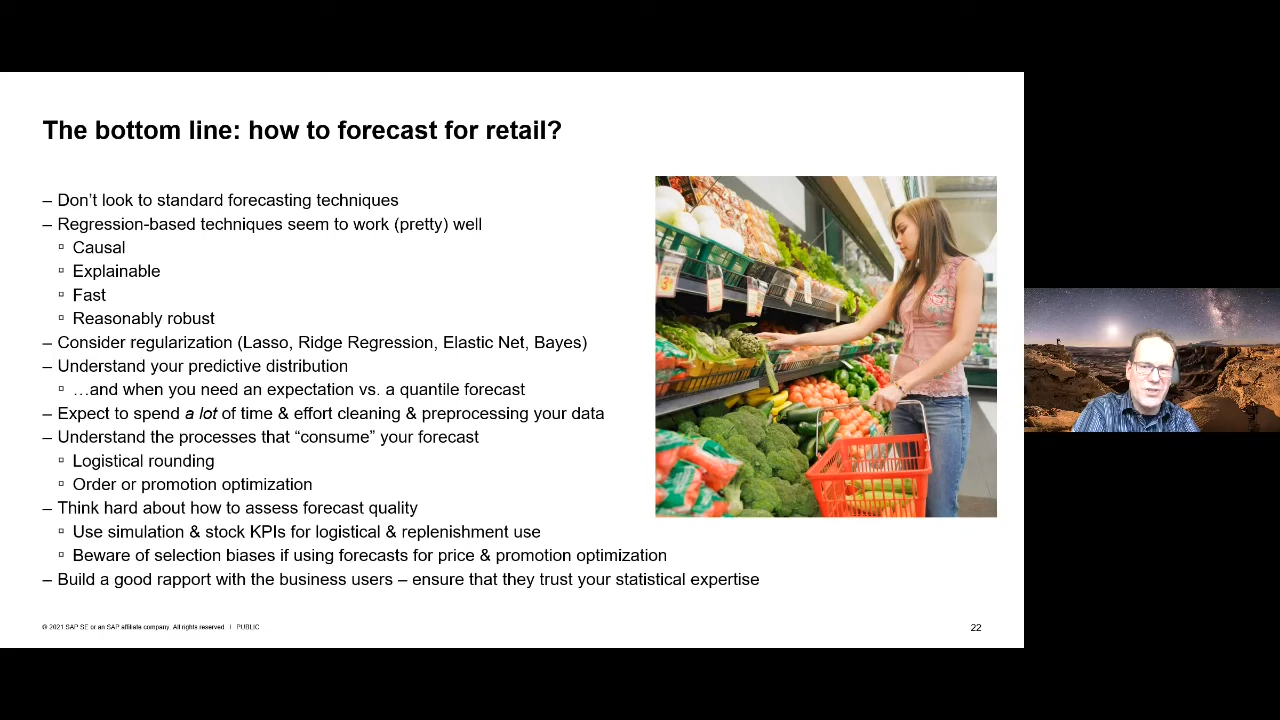 The bottom line: how to forecast for retail?
– Don’t look to standard forecasting techniques
– Regression-based techniques seem to work (pretty) well
▫ Causal
▫ Explainable
▫ Fast
▫ Reasonably robust
– Consider regularization (Lasso, Ridge Regression, Elastic Net, Bayes)
– Understand your predictive distribution
▫ …and when you need an expectation vs. a quantile forecast
– Expect to spend a lot of time & effort cleaning & preprocessing your data
– Understand the processes that “consume” your forecast
▫ Logistical rounding
▫ Order or promotion optimization
– Think hard about how to assess forecast quality
▫ Use simulation & stock KPIs for logistical & replenishment use
▫ Beware of selection biases if using forecasts for price & promotion optimization
– Build a good rapport with the business users – ensure that they trust your statistical expertise
© 2021 SAP SE or an SAP affiliate company. All rights reserved. I PUBLIC
22